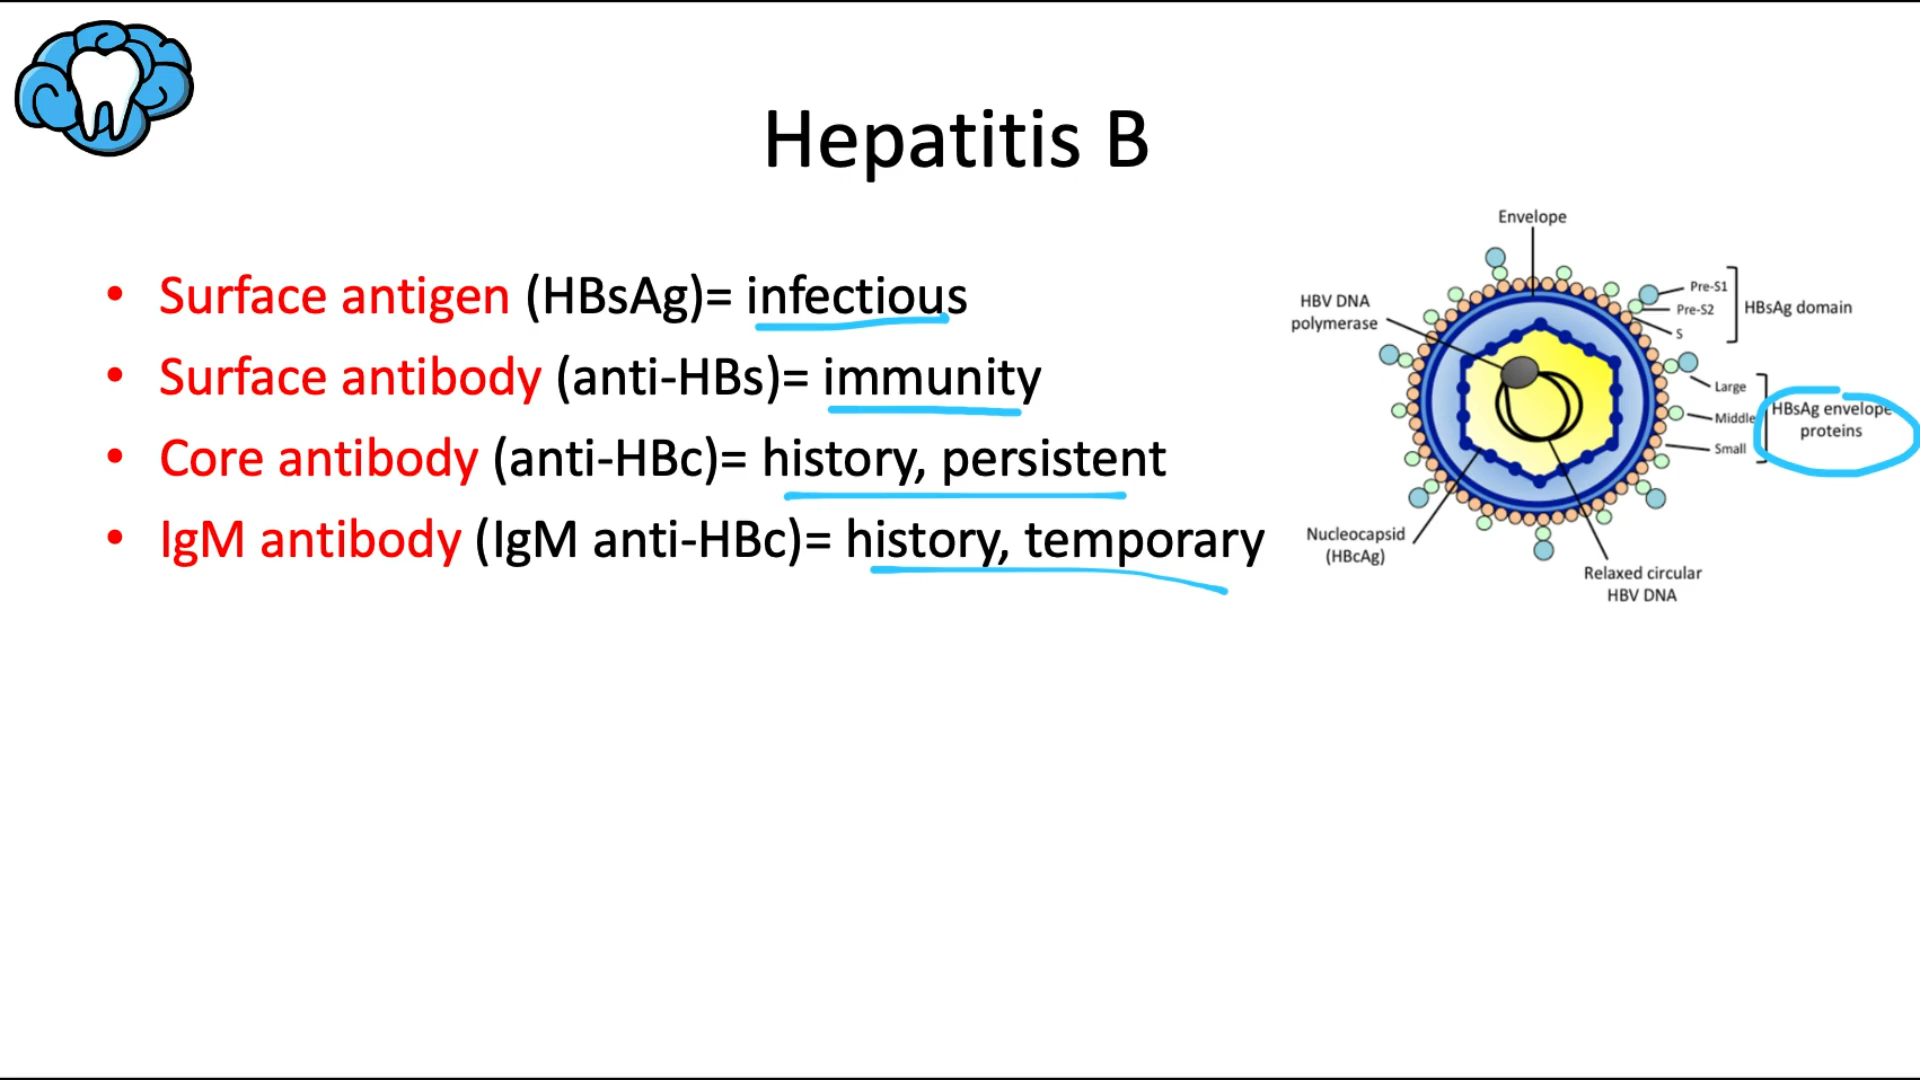 Hepatitis B
• Surface antigen (HBsAg)= infectious
• Surface antibody (anti-HBs)= immunity
• Core antibody (anti-HBc)= history, persistent
• IgM antibody (IgM anti-HBc)= history, temporary
Envelope
HBV DNA
polymerase
Pre-S1
Pre-S2
S
HBsAg domain
Large
Middle
Small
HBsAg envelope
proteins
Nucleocapsid
(HBcAg)
Relaxed circular
HBV DNA